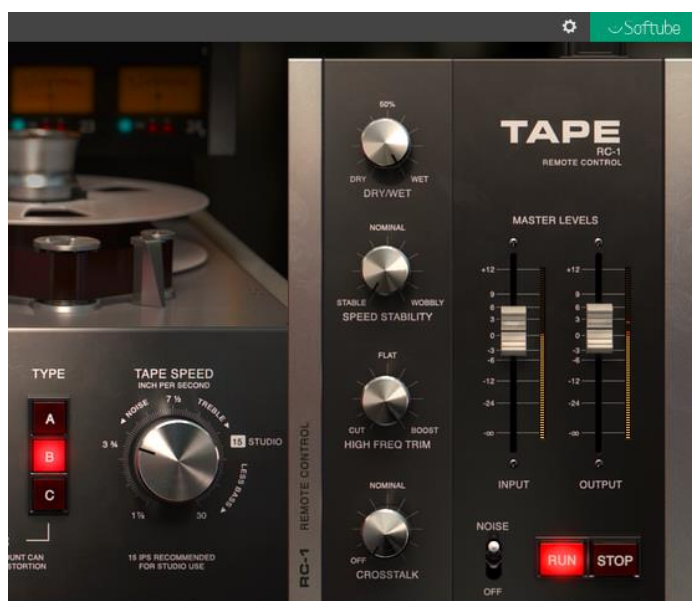 Softube
TAPE
RC-1
REMOTE CONTROL
50%
DRY
WET
DRY/WET
NOMINAL
STABLE
WOBBLY
SPEED STABILITY
FLAT
CUT
BOOST
HIGH FREQ TRIM
NOMINAL
OFF
CROSSTALK
MASTER LEVELS
+12
9
6
3
0
-3
-6
-12
-24
-∞
+12
9
6
3
0
-3
-6
-12
-24
-∞
INPUT
OUTPUT
NOISE
OFF
RUN
STOP
TYPE
A
B
C
TAPE SPEED
INCH PER SECOND
1⅞
3 ¾
◀ NOISE
7 ½
TREBLE ▶
15 STUDIO
LESS BASS ▶
30
15 IPS RECOMMENDED
FOR STUDIO USE
OUNT CAN
STORTION
RC-1 REMOTE CONTROL